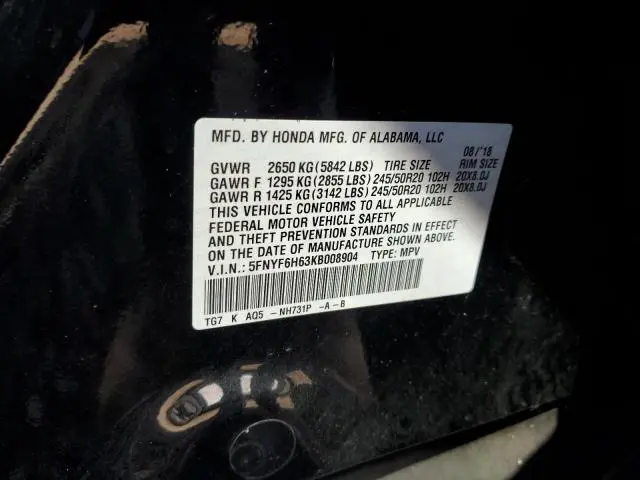 MFD. BY HONDA MFG. OF ALABAMA, LLC
08/'18
GVWR 2650 KG (5842 LBS) TIRE SIZE RIM SIZE
GAWR F 1295 KG (2855 LBS) 245/50R20 102H 20X8.0J
GAWR R 1425 KG (3142 LBS) 245/50R20 102H 20X8.0J
THIS VEHICLE CONFORMS TO ALL APPLICABLE
FEDERAL MOTOR VEHICLE SAFETY
AND THEFT PREVENTION STANDARDS IN EFFECT
ON THE DATE OF MANUFACTURE SHOWN ABOVE.
V.I.N.: 5FNYF6H63KB008904 TYPE: MPV
TG7 K AQ5 -NH731P -A-B